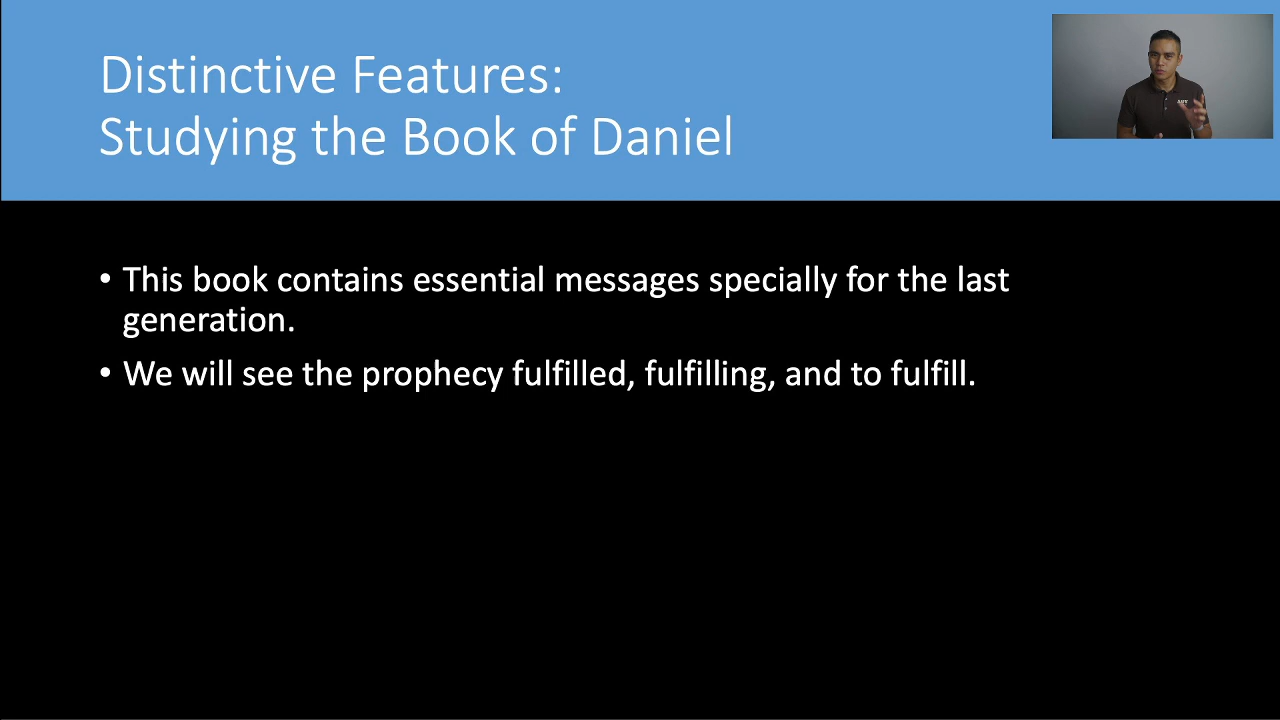 Distinctive Features:
Studying the Book of Daniel
• This book contains essential messages specially for the last
generation.
• We will see the prophecy fulfilled, fulfilling, and to fulfill.